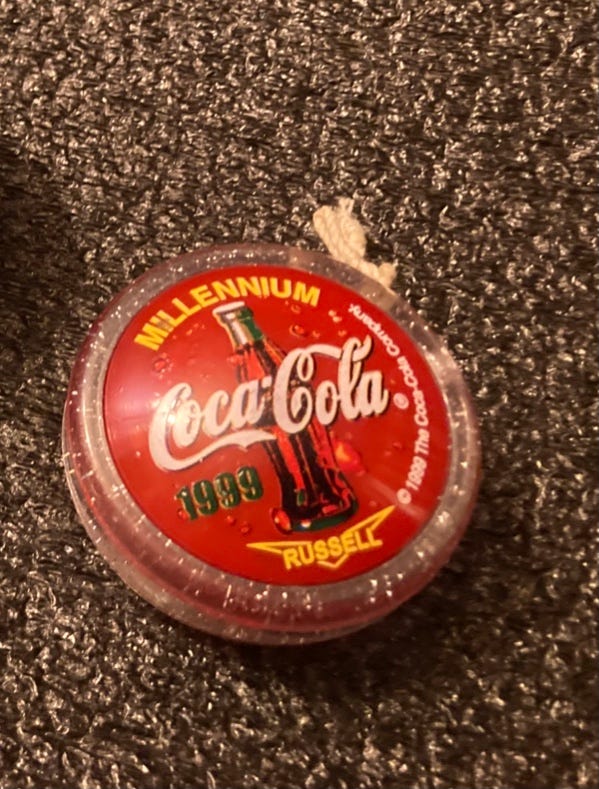 MILLENNIUM
Coca-Cola
®
1999
RUSSELL
© 1999 The Coca-Cola Company.